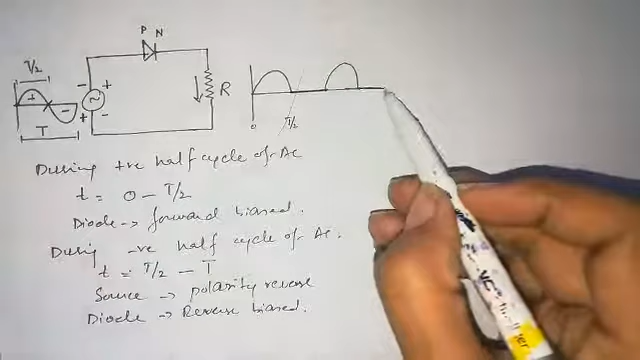 P N
T/2
+
-
T
- +
+ -
R
0 T/2
During +ve half cycle of Ac
t = 0 - T/2
Diode → forward biased.
During -ve half cycle of Ac.
t = T/2 - T
Source → polarity reverse
Diode → Reverse biased.